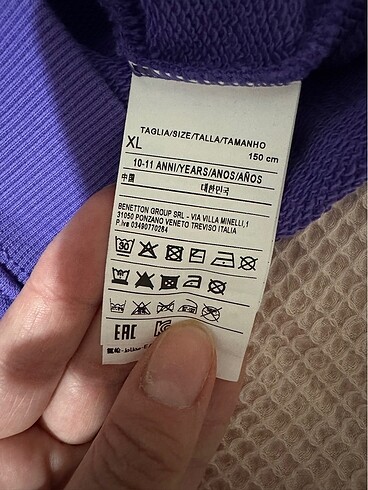 TAGLIA/SIZE/TALLA/TAMANHO
XL 150 cm
10-11 ANNI/YEARS/ANOS/AÑOS
中国 대한민국
BENETTON GROUP SRL - VIA VILLA MINELLI,1
31050 PONZANO VENETO TREVISO ITALIA
P.Iva 03490770264
30
EAC